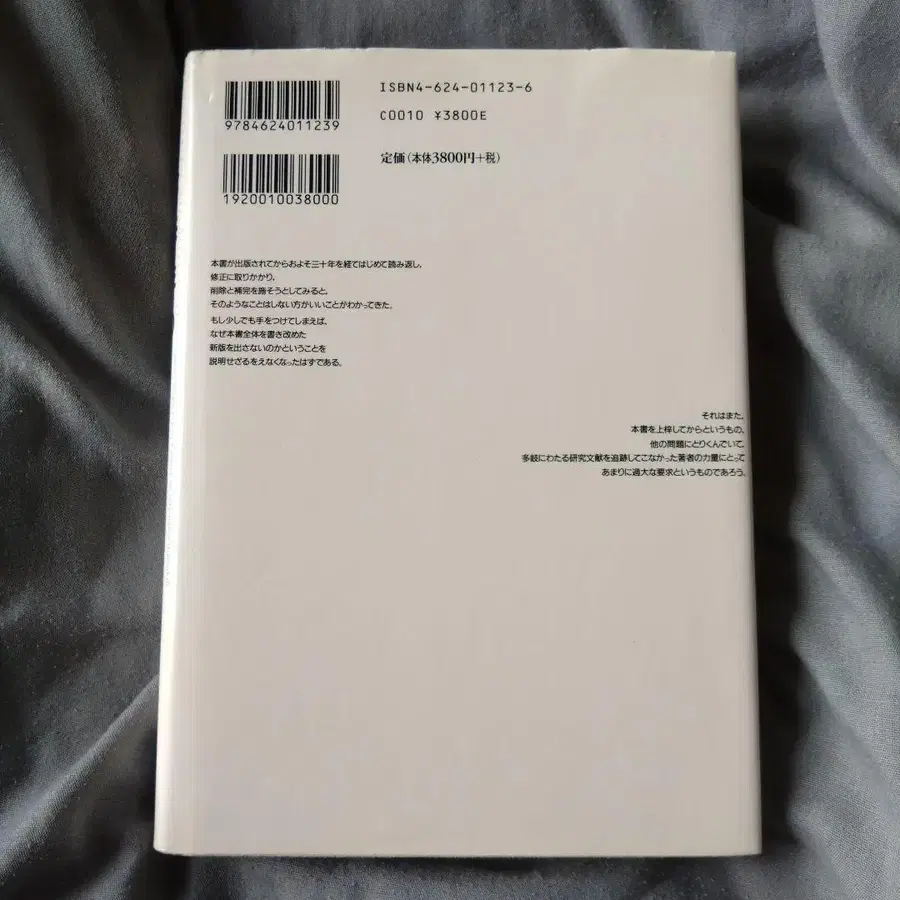 ISBN4-624-01123-6
C0010 ¥3800E
9784624011239
定価(本体3800円+税)
1920010038000
本書が出版されてからおよそ三十年を経てはじめて読み返し、
修正に取りかかり、
削除と補完を施そうとしてみると、
そのようなことはしない方がいいことがわかってきた。
もし少しでも手をつけてしまえば、
なぜ本書全体を書き改めた
新版を出さないのかということを
説明せざるをえなくなったはずである。
それはまた、
本書を上梓してからというもの、
他の問題にとりくんでいて、
多岐にわたる研究文献を追跡してこなかった著者の力量にとって
あまりに過大な要求というものであろう。